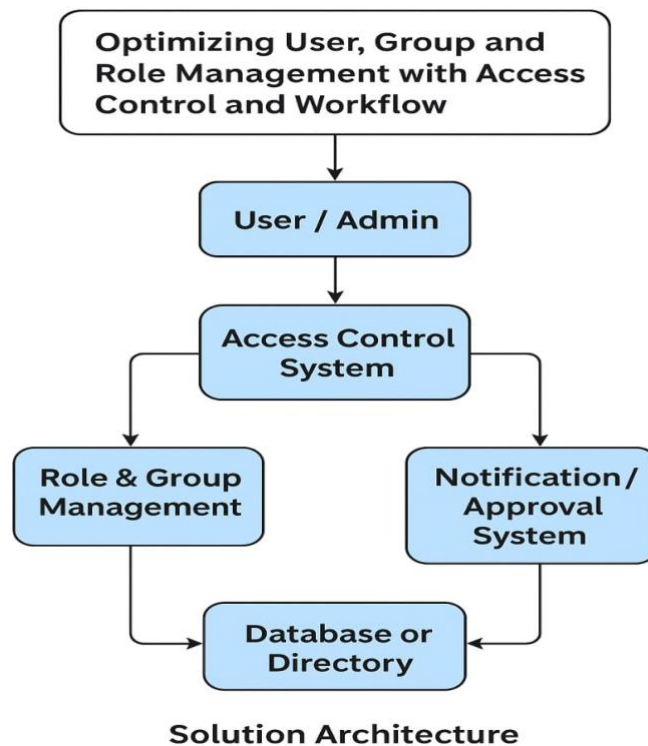 Optimizing User, Group and
Role Management with Access
Control and Workflow
User / Admin
Access Control
System
Role & Group
Management
Notification/
Approval
System
Database or
Directory
Solution Architecture